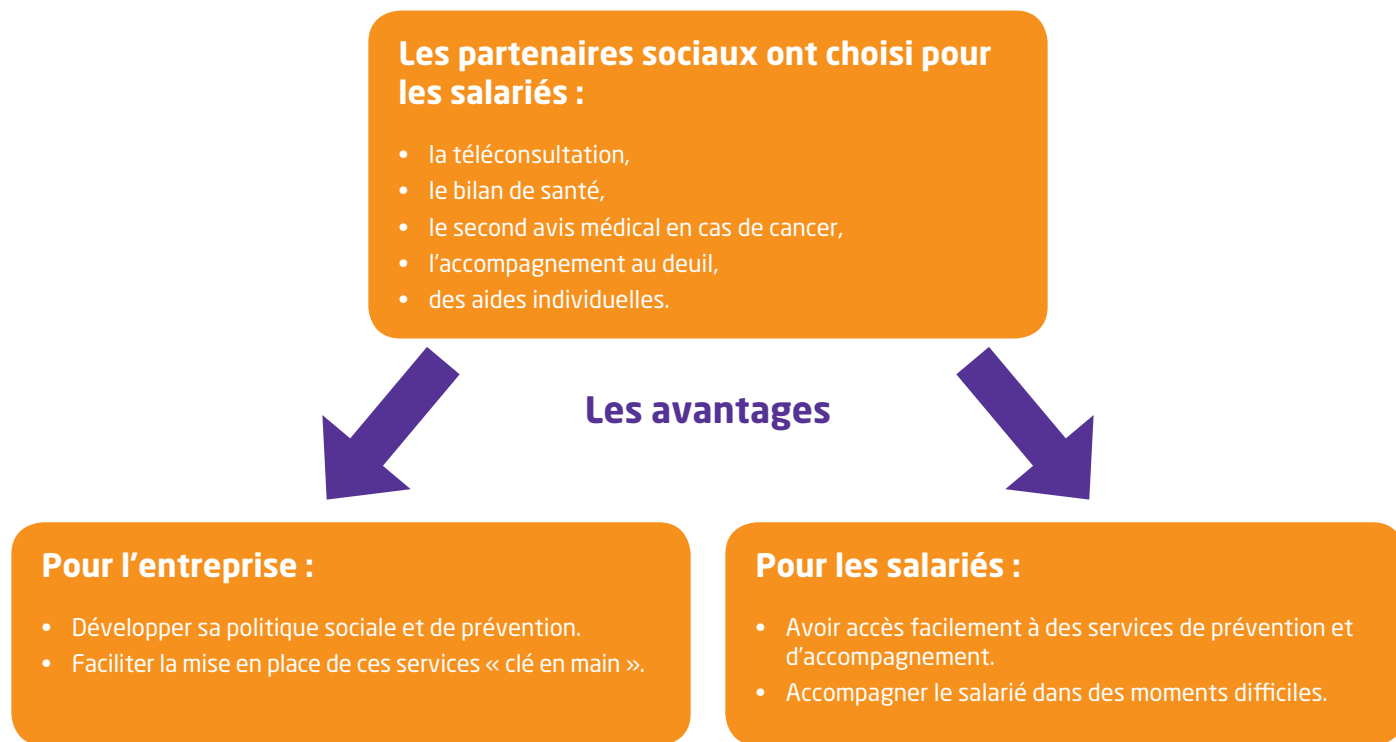 Les partenaires sociaux ont choisi pour
les salariés :
• la téléconsultation,
• le bilan de santé,
• le second avis médical en cas de cancer,
• l'accompagnement au deuil,
• des aides individuelles.
Les avantages
Pour l'entreprise :
• Développer sa politique sociale et de prévention.
• Faciliter la mise en place de ces services « clé en main ».
Pour les salariés :
• Avoir accès facilement à des services de prévention et
d'accompagnement.
• Accompagner le salarié dans des moments difficiles.